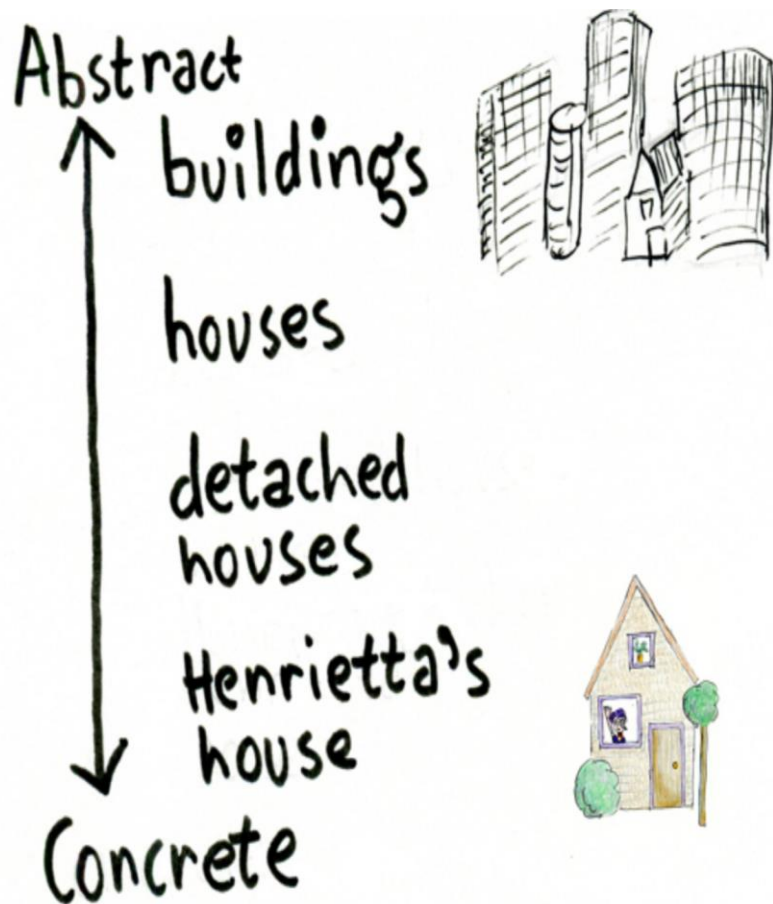 Abstract
buildings
houses
detached
houses
Henrietta's
house
Concrete